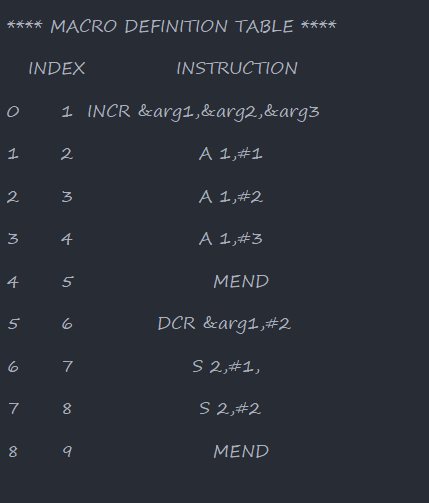 **** MACRO DEFINITION TABLE ****
INDEX INSTRUCTION
0 1 INCR &arg1,&arg2,&arg3
1 2 A 1,#1
2 3 A 1,#2
3 4 A 1,#3
4 5 MEND
5 6 DCR &arg1,#2
6 7 S 2,#1,
7 8 S 2,#2
8 9 MEND